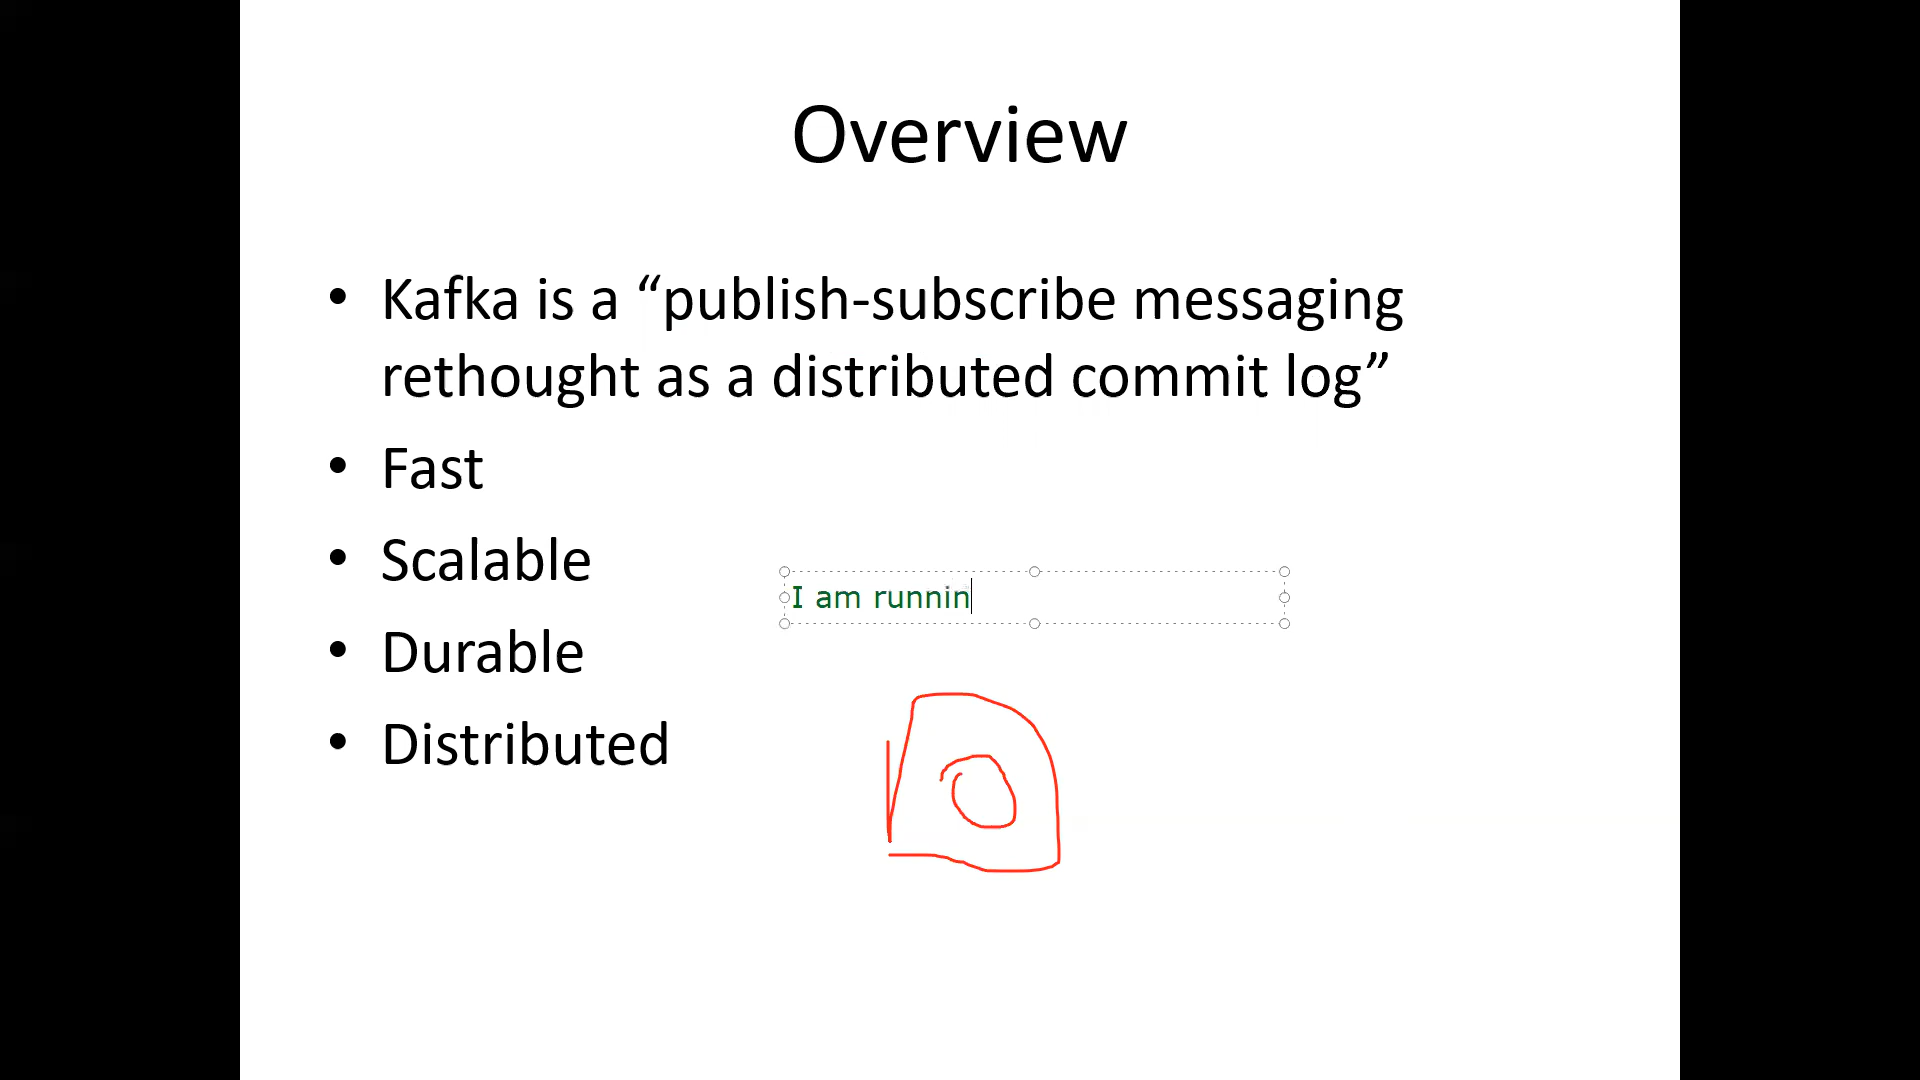 Overview
• Kafka is a “publish-subscribe messaging
rethought as a distributed commit log”
• Fast
• Scalable
I am runnin
• Durable
• Distributed